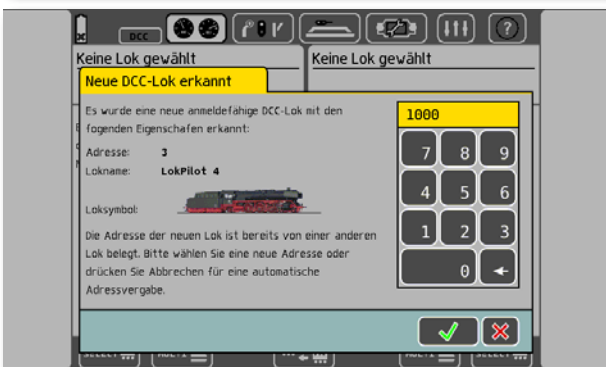 DCC
Keine Lok gewählt
Keine Lok gewählt
Neue DCC-Lok erkannt
Es wurde eine neue anmeldefähige DCC-Lok mit den
fogenden Eigenschafen erkannt:
Adresse: 3
Lokname: LokPilot 4
Loksymbol:
Die Adresse der neuen Lok ist bereits von einer anderen
Lok belegt. Bitte wählen Sie eine neue Adresse oder
drücken Sie Abbrechen für eine automatische
Adressvergabe.
1000
7 8 9
4 5 6
1 2 3
0